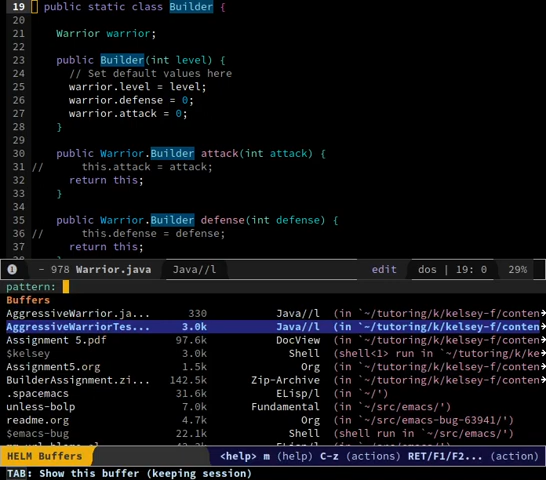 19 public static class Builder {
20
21 Warrior warrior;
22
23 public Builder(int level) {
24 // Set default values here
25 warrior.level = level;
26 warrior.defense = 0;
27 warrior.attack = 0;
28 }
29
30 public Warrior.Builder attack(int attack) {
31 // this.attack = attack;
32 return this;
33 }
34
35 public Warrior.Builder defense(int defense) {
36 // this.defense = defense;
37 return this;
1 - 978 Warrior.java Java//l edit dos | 19: 0 29%
pattern:
Buffers
AggressiveWarrior.ja... 330 Java//l (in `~/tutoring/k/kelsey-f/conten
AggressiveWarriorTes... 3.0k Java//l (in `~/tutoring/k/kelsey-f/conten
Assignment 5.pdf 97.6k DocView (in `~/tutoring/k/kelsey-f/conten
$kelsey 3.0k Shell (shell<1> run in `~/tutoring/k/ke
Assignment5.org 1.5k Org (in `~/tutoring/k/kelsey-f/conten
BuilderAssignment.zi... 142.5k Zip-Archive (in `~/tutoring/k/kelsey-f/conten
.spacemacs 31.6k ELisp/l (in `~/')
unless-bolp 7.0k Fundamental (in `~/src/emacs/')
readme.org 4.7k Org (in `~/src/emacs/bug-63941/')
$emacs-bug 22.1k Shell (shell run in `~/src/emacs/')
HELM Buffers <help> m (help) C-z (actions) RET/F1/F2... (action)
TAB: Show this buffer (keeping session)